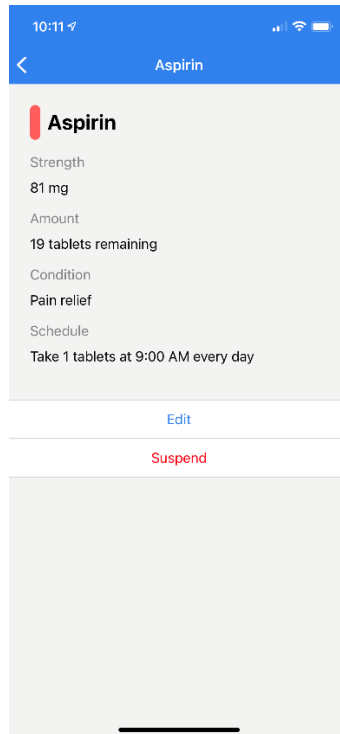 10:11
Aspirin
Aspirin
Strength
81 mg
Amount
19 tablets remaining
Condition
Pain relief
Schedule
Take 1 tablets at 9:00 AM every day
Edit
Suspend